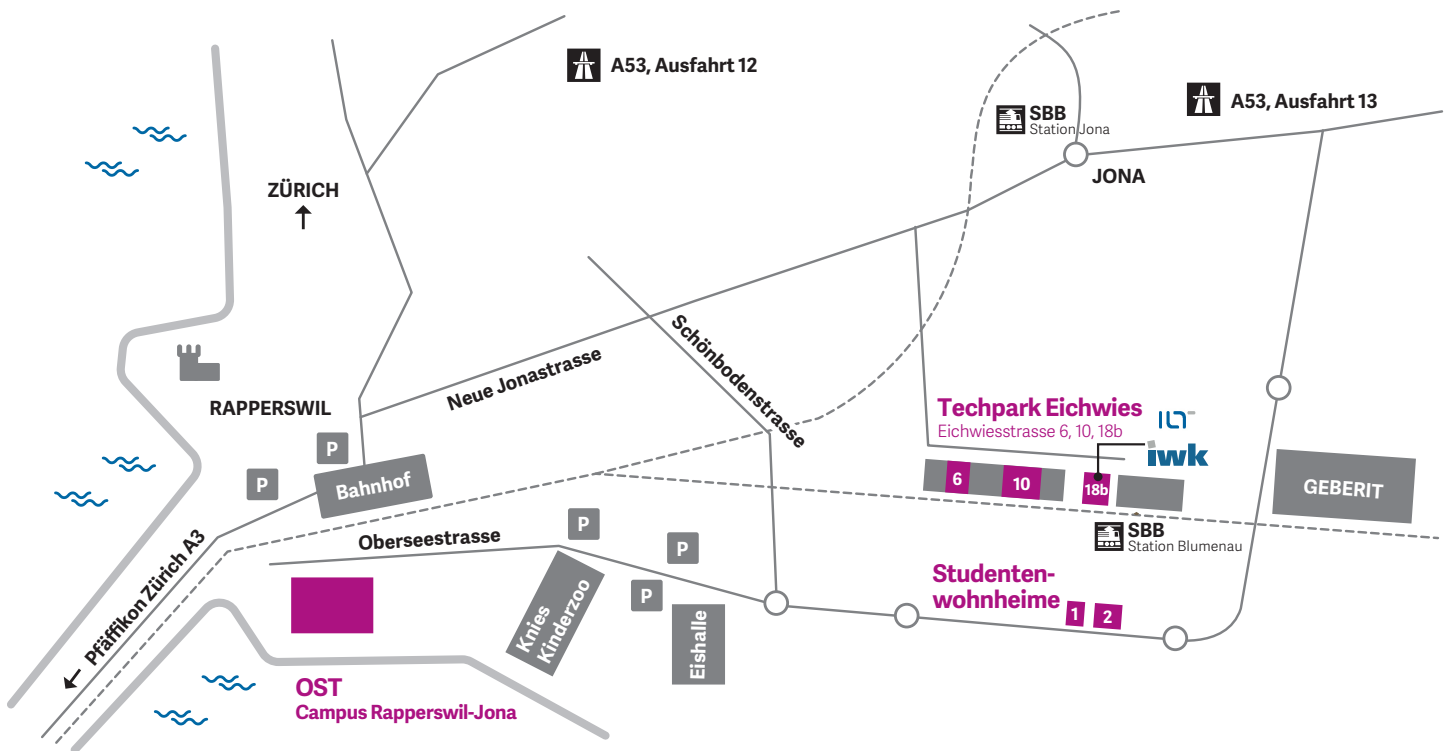 A53, Ausfahrt 12
A53, Ausfahrt 13
SBB
Station Jona
JONA
ZÜRICH
Neue Jonastrasse
Schönbodenstrasse
RAPPERSWIL
Techpark Eichwies
Eichwiesstrasse 6, 10, 18b
ILT
iwk
P
P
Bahnhof
6
10
18b
GEBERIT
SBB
Station Blumenau
Pfäffikon Zürich A3
Oberseestrasse
P
P
P
Knies
Kinderzoo
Eishalle
Studenten-
wohnheime
1
2
OST
Campus Rapperswil-Jona